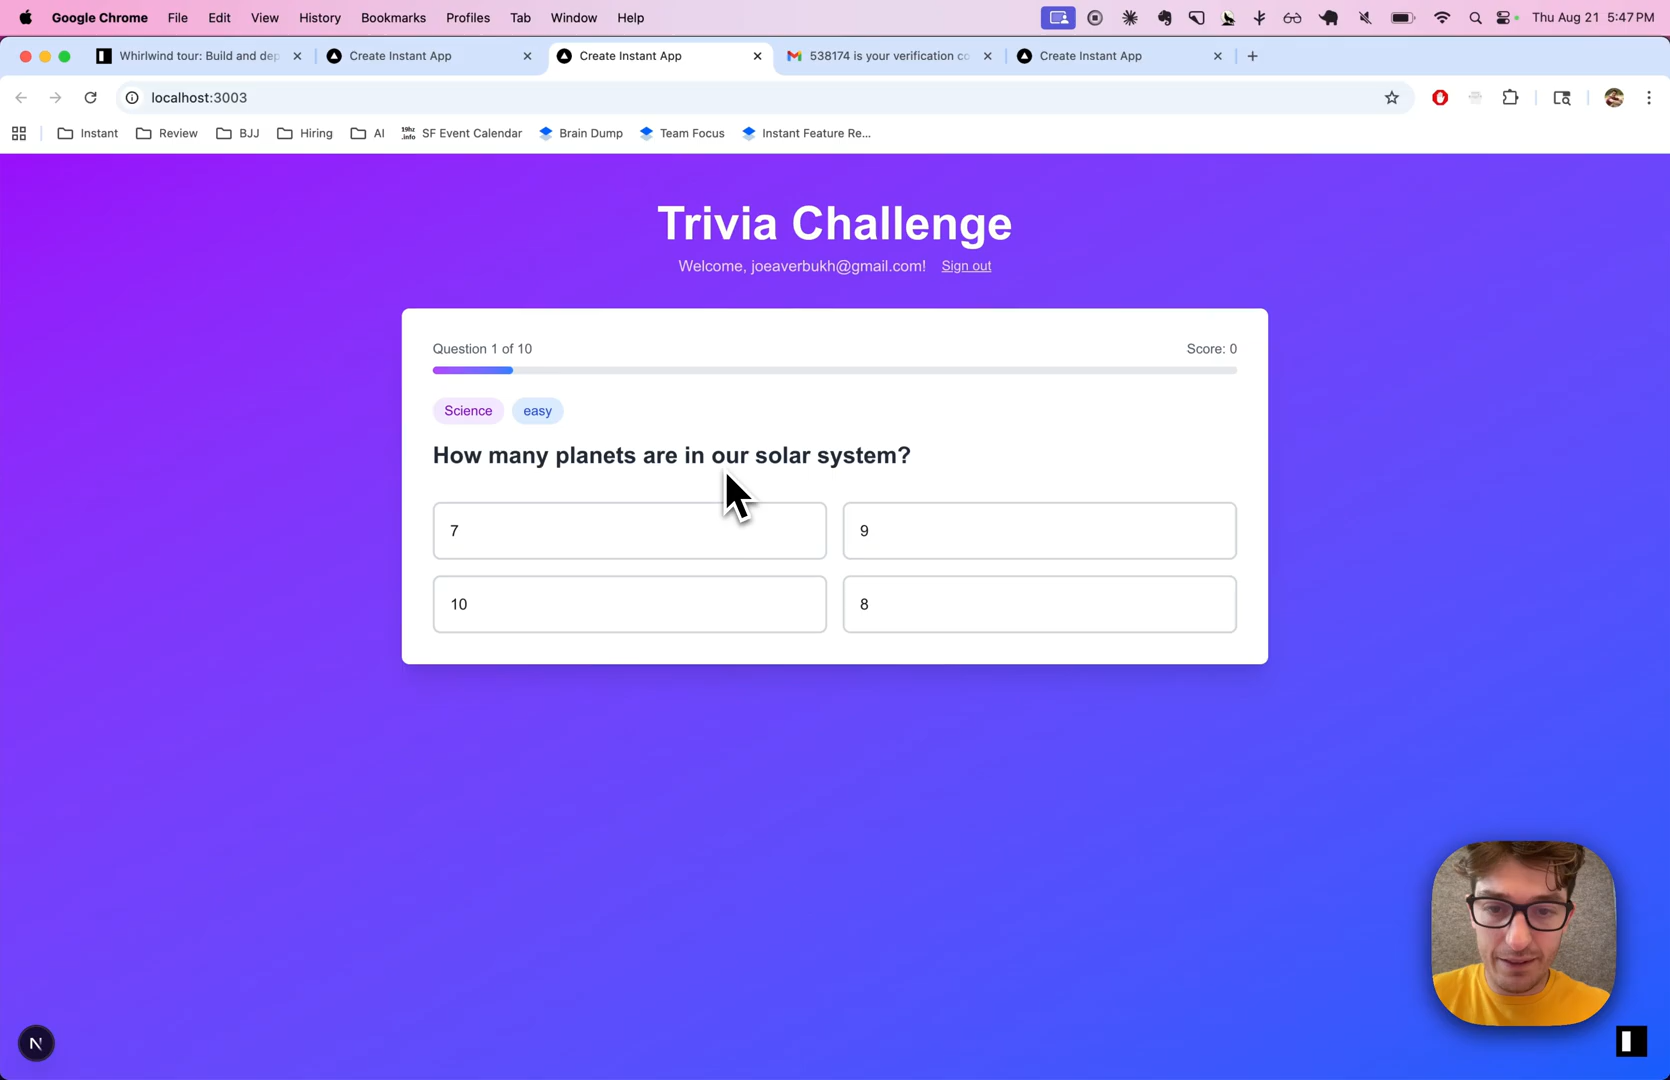 Google Chrome File Edit View History Bookmarks Profiles Tab Window Help Thu Aug 21 5:47 PM
Whirlwind tour: Build and dep Create Instant App Create Instant App 538174 is your verification co Create Instant App
localhost:3003
Instant Review BJJ Hiring AI 19hz .info SF Event Calendar Brain Dump Team Focus Instant Feature Re...
Trivia Challenge
Welcome, joeaverbukh@gmail.com! Sign out
Question 1 of 10 Score: 0
Science easy
How many planets are in our solar system?
7 9
10 8
N